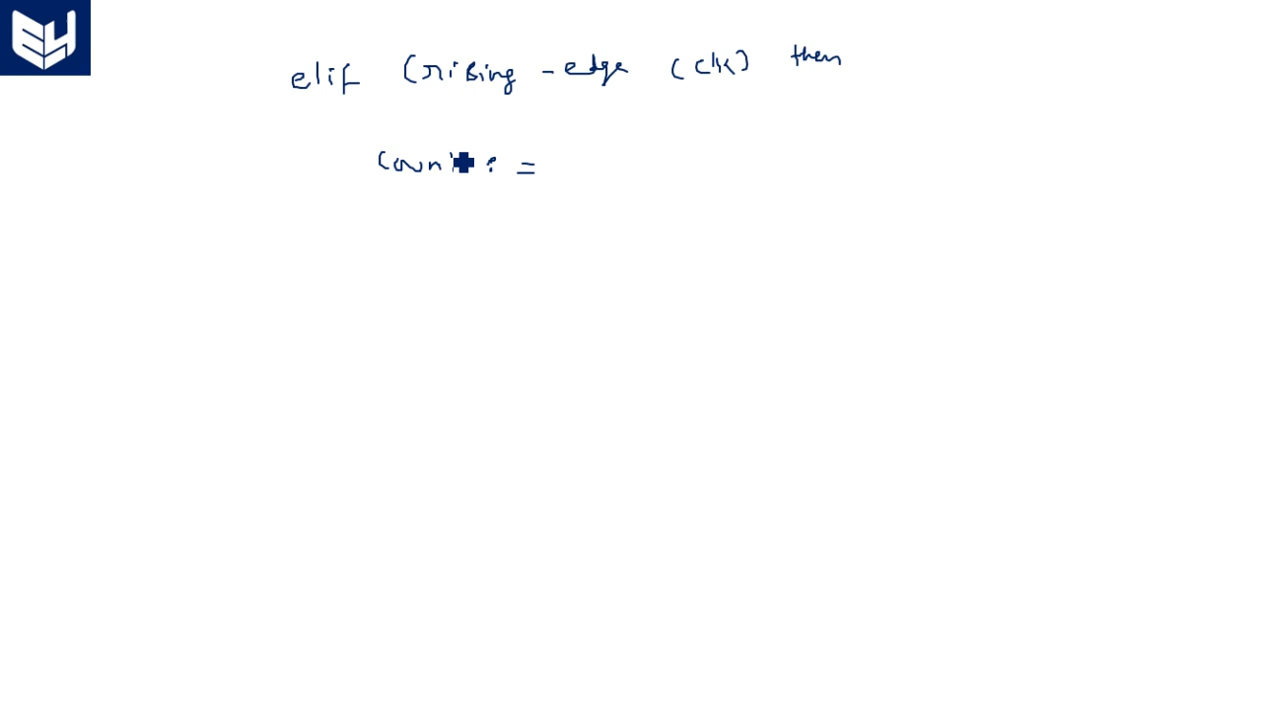 elif (rising-edge (clk) then
count :=